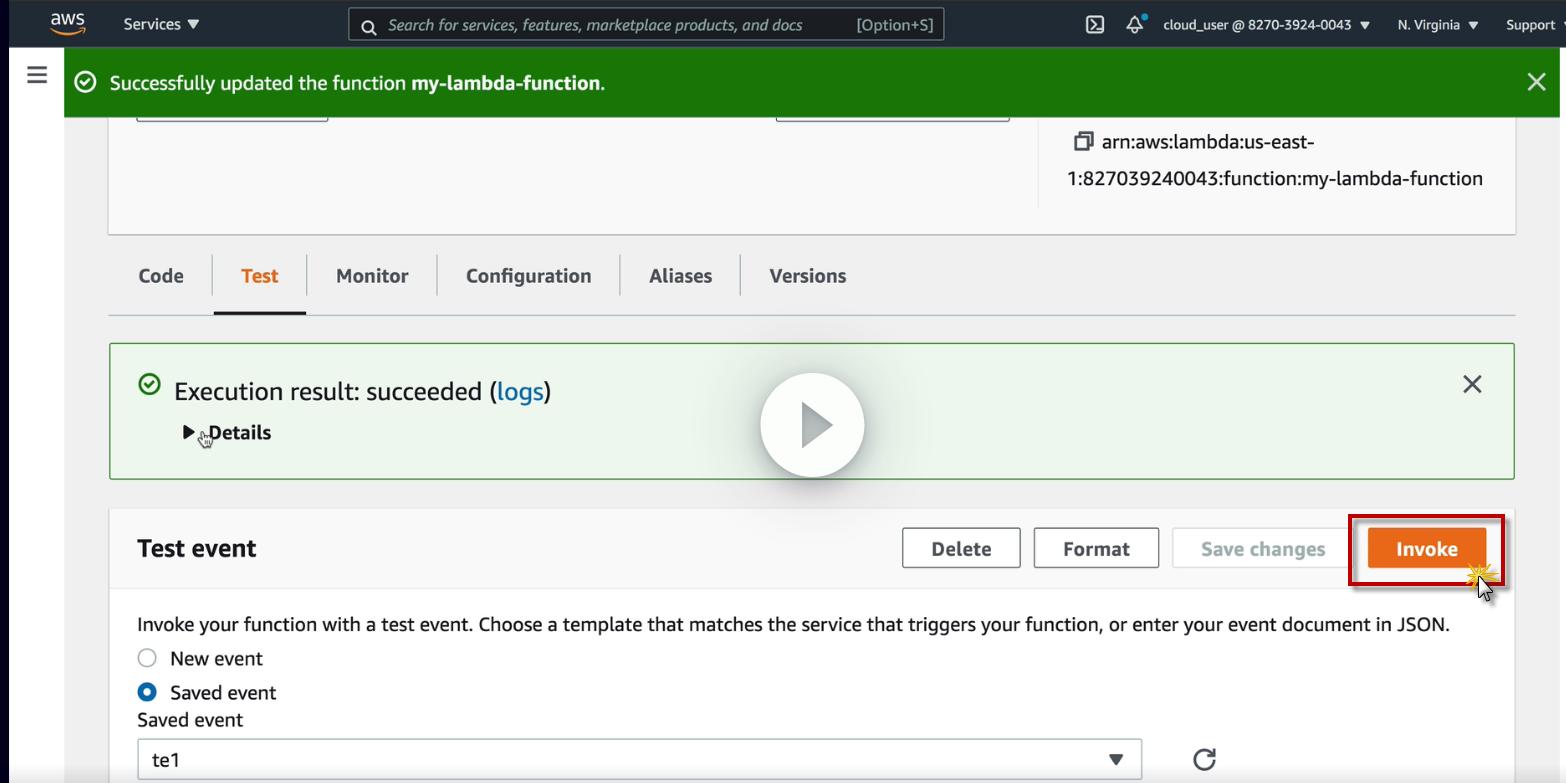 aws Services Search for services, features, marketplace products, and docs [Option+S] cloud_user @ 8270-3924-0043 N. Virginia Support
Successfully updated the function my-lambda-function.
arn:aws:lambda:us-east-
1:827039240043:function:my-lambda-function
Code Test Monitor Configuration Aliases Versions
Execution result: succeeded (logs)
Details
Test event Delete Format Save changes Invoke
Invoke your function with a test event. Choose a template that matches the service that triggers your function, or enter your event document in JSON.
New event
Saved event
Saved event
te1